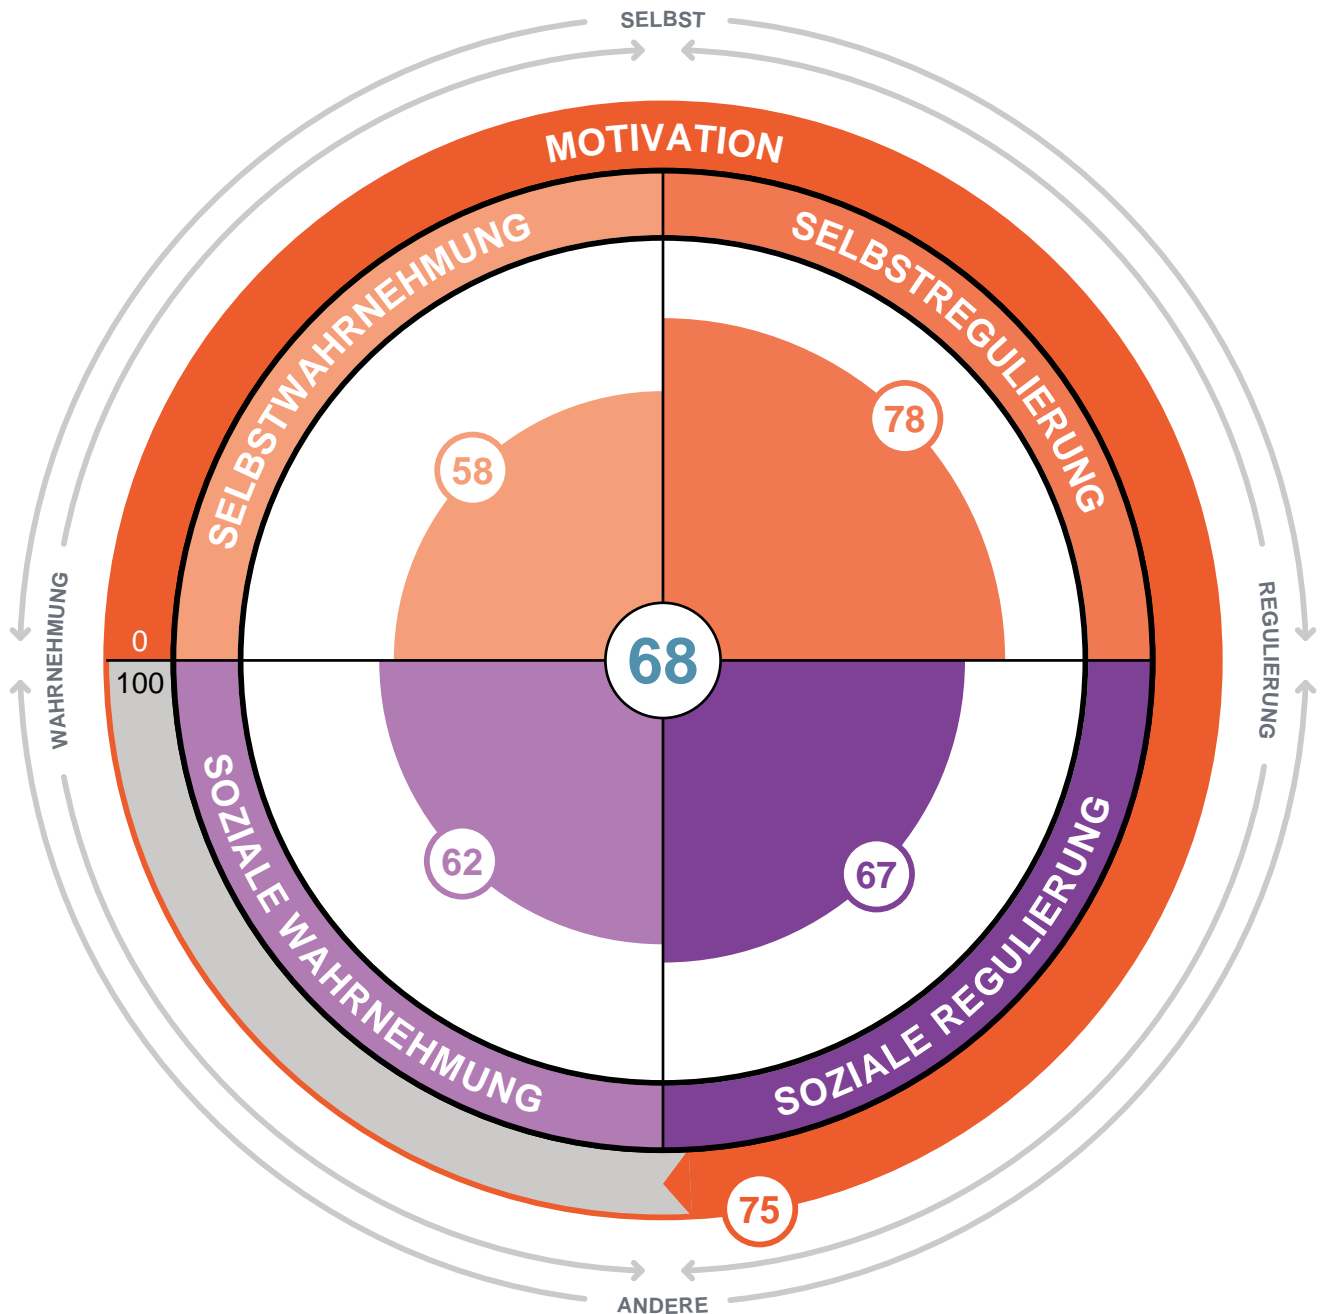 SELBST
MOTIVATION
SELBSTWAHRNEHMUNG
SELBSTREGULIERUNG
78
58
WAHRNEHMUNG
REGULIERUNG
0
68
100
62
67
SOZIALE WAHRNEHMUNG
SOZIALE REGULIERUNG
75
ANDERE